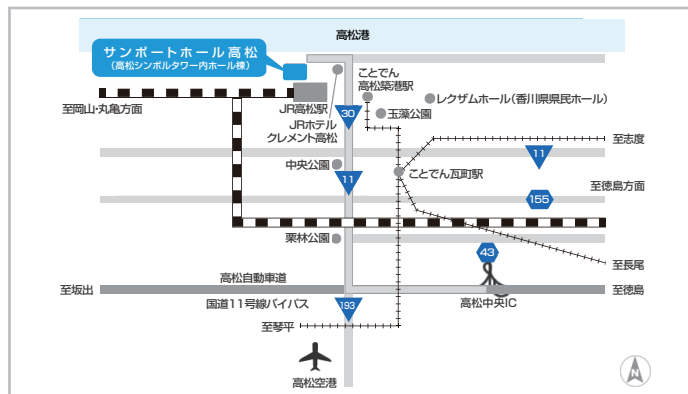 高松港
サンポートホール高松
（高松シンボルタワー内ホール棟）
ことでん
高松築港駅
レクザムホール（香川県県民ホール）
至岡山・丸亀方面
JR高松駅
玉藻公園
30
JRホテル
クレメント高松
至志度
11
中央公園
11
ことでん瓦町駅
至徳島方面
155
栗林公園
43
至長尾
高松自動車道
至坂出
至徳島
国道11号線バイパス
193
高松中央IC
至琴平
高松空港
N